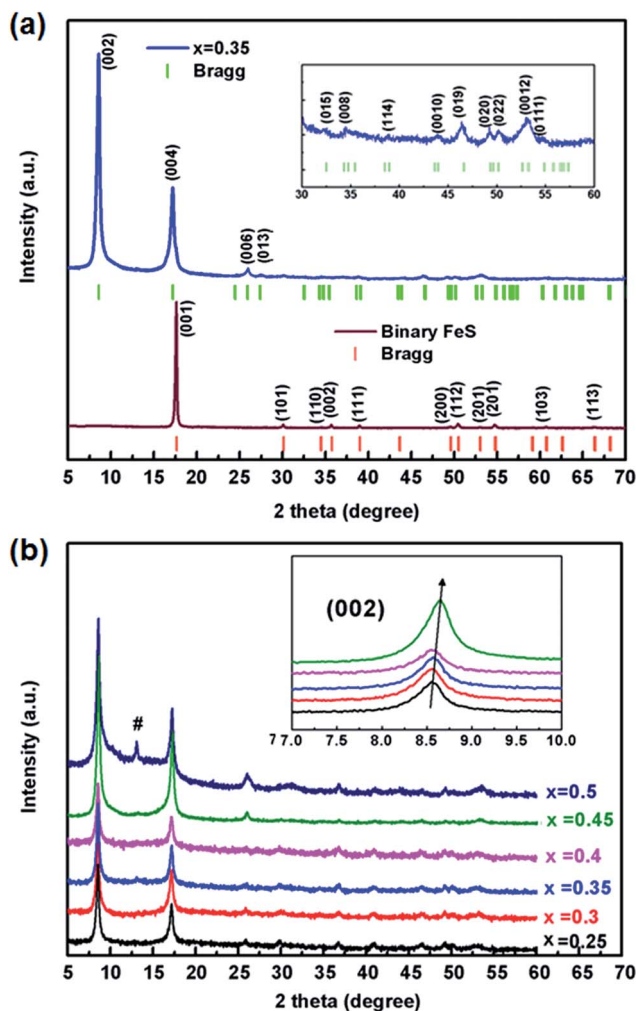 (a)
(002)
x=0.35
Bragg
(004)
(006)
(013)
(015)
(008)
(114)
(0010)
(019)
(020)
(022)
(0012)
(0111)
30 35 40 45 50 55 60
(001)
Binary FeS
Bragg
(101)
(110)
(002)
(111)
(200)
(112)
(201)
(201)
(103)
(113)
Intensity (a.u.)
5 10 15 20 25 30 35 40 45 50 55 60 65 70
2 theta (degree)
(b)
(002)
77.0 7.5 8.0 8.5 9.0 9.5 10.0
#
x=0.5
x =0.45
x =0.4
x =0.35
x =0.3
x =0.25
Intensity (a.u.)
5 10 15 20 25 30 35 40 45 50 55 60 65 70
2 theta (degree)